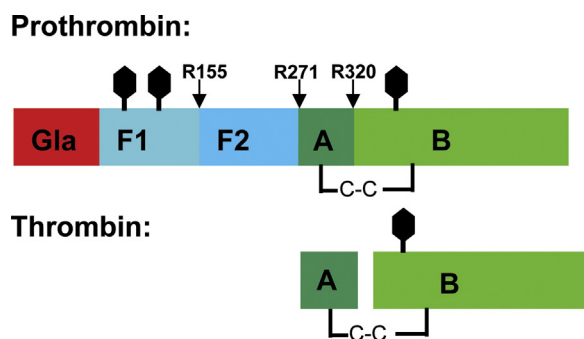 Prothrombin:
R155 R271 R320
Gla F1 F2 A B
C-C
Thrombin:
A B
C-C